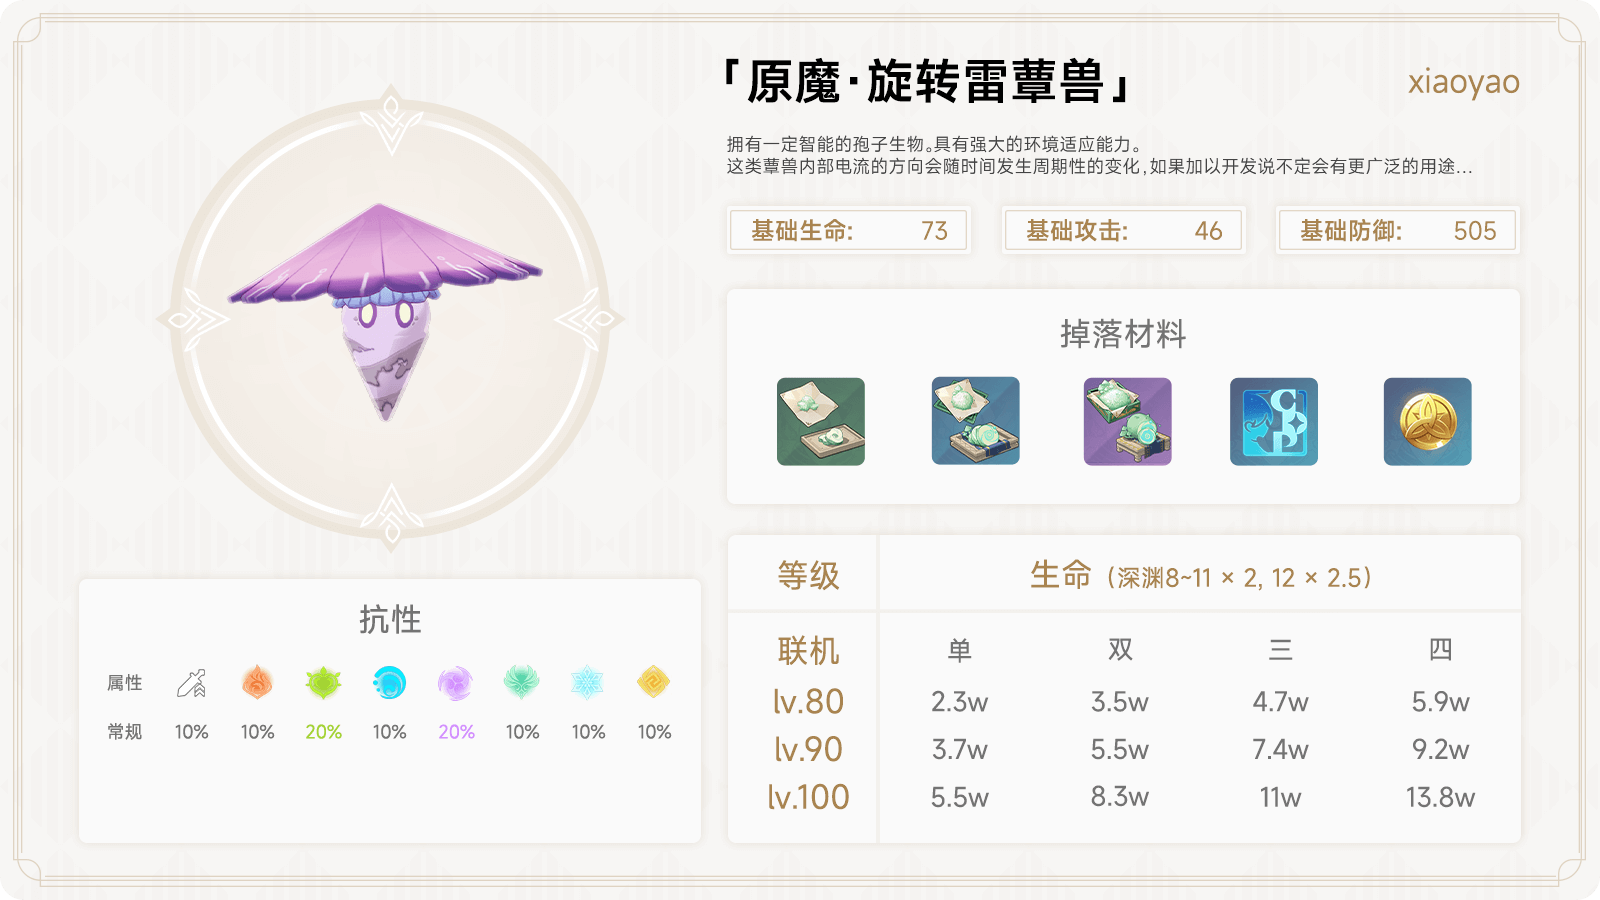 「原魔·旋转雷蕈兽」
xiaoyao
拥有一定智能的孢子生物。具有强大的环境适应能力。
这类蕈兽内部电流的方向会随时间发生周期性的变化,如果加以开发说不定会有更广泛的用途...
基础生命: 73
基础攻击: 46
基础防御: 505
掉落材料
抗性
属性
常规 10% 10% 20% 10% 20% 10% 10% 10%
等级 生命 (深渊8~11 × 2, 12 × 2.5)
联机 单 双 三 四
lv.80 2.3w 3.5w 4.7w 5.9w
lv.90 3.7w 5.5w 7.4w 9.2w
lv.100 5.5w 8.3w 11w 13.8w